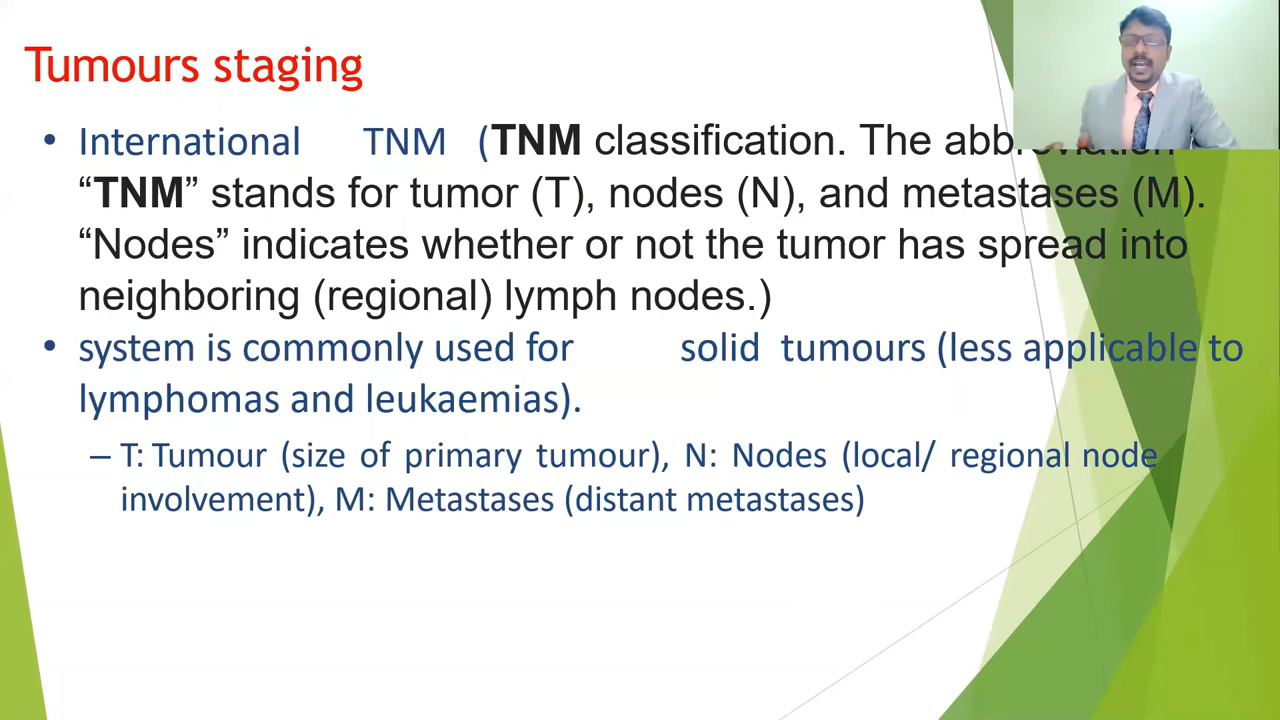 Tumours staging
• International TNM (TNM classification. The abbreviation
“TNM” stands for tumor (T), nodes (N), and metastases (M).
“Nodes” indicates whether or not the tumor has spread into
neighboring (regional) lymph nodes.)
• system is commonly used for solid tumours (less applicable to
lymphomas and leukaemias).
– T: Tumour (size of primary tumour), N: Nodes (local/ regional node
involvement), M: Metastases (distant metastases)